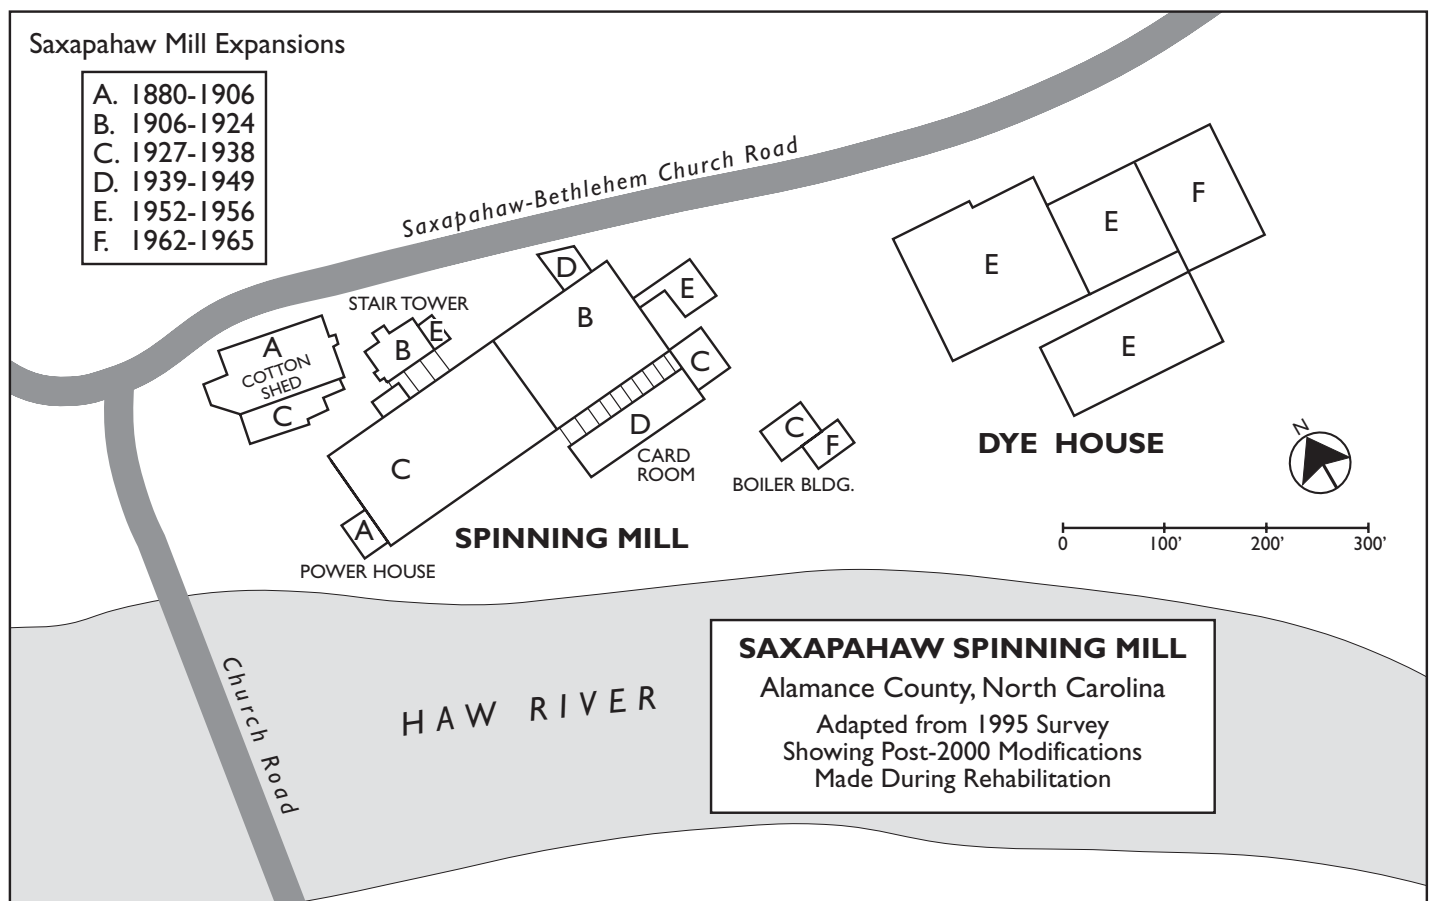 Saxapahaw Mill Expansions
A. 1880-1906
B. 1906-1924
C. 1927-1938
D. 1939-1949
E. 1952-1956
F. 1962-1965
Saxapahaw-Bethlehem Church Road
F
E
E
E
DYE HOUSE
D
E
B
STAIR TOWER
E
B
A
COTTON
SHED
C
C
D
CARD
ROOM
C
F
BOILER BLDG.
C
A
SPINNING MILL
POWER HOUSE
N
0 100' 200' 300'
Church Road
HAW RIVER
SAXAPAHAW SPINNING MILL
Alamance County, North Carolina
Adapted from 1995 Survey
Showing Post-2000 Modifications
Made During Rehabilitation